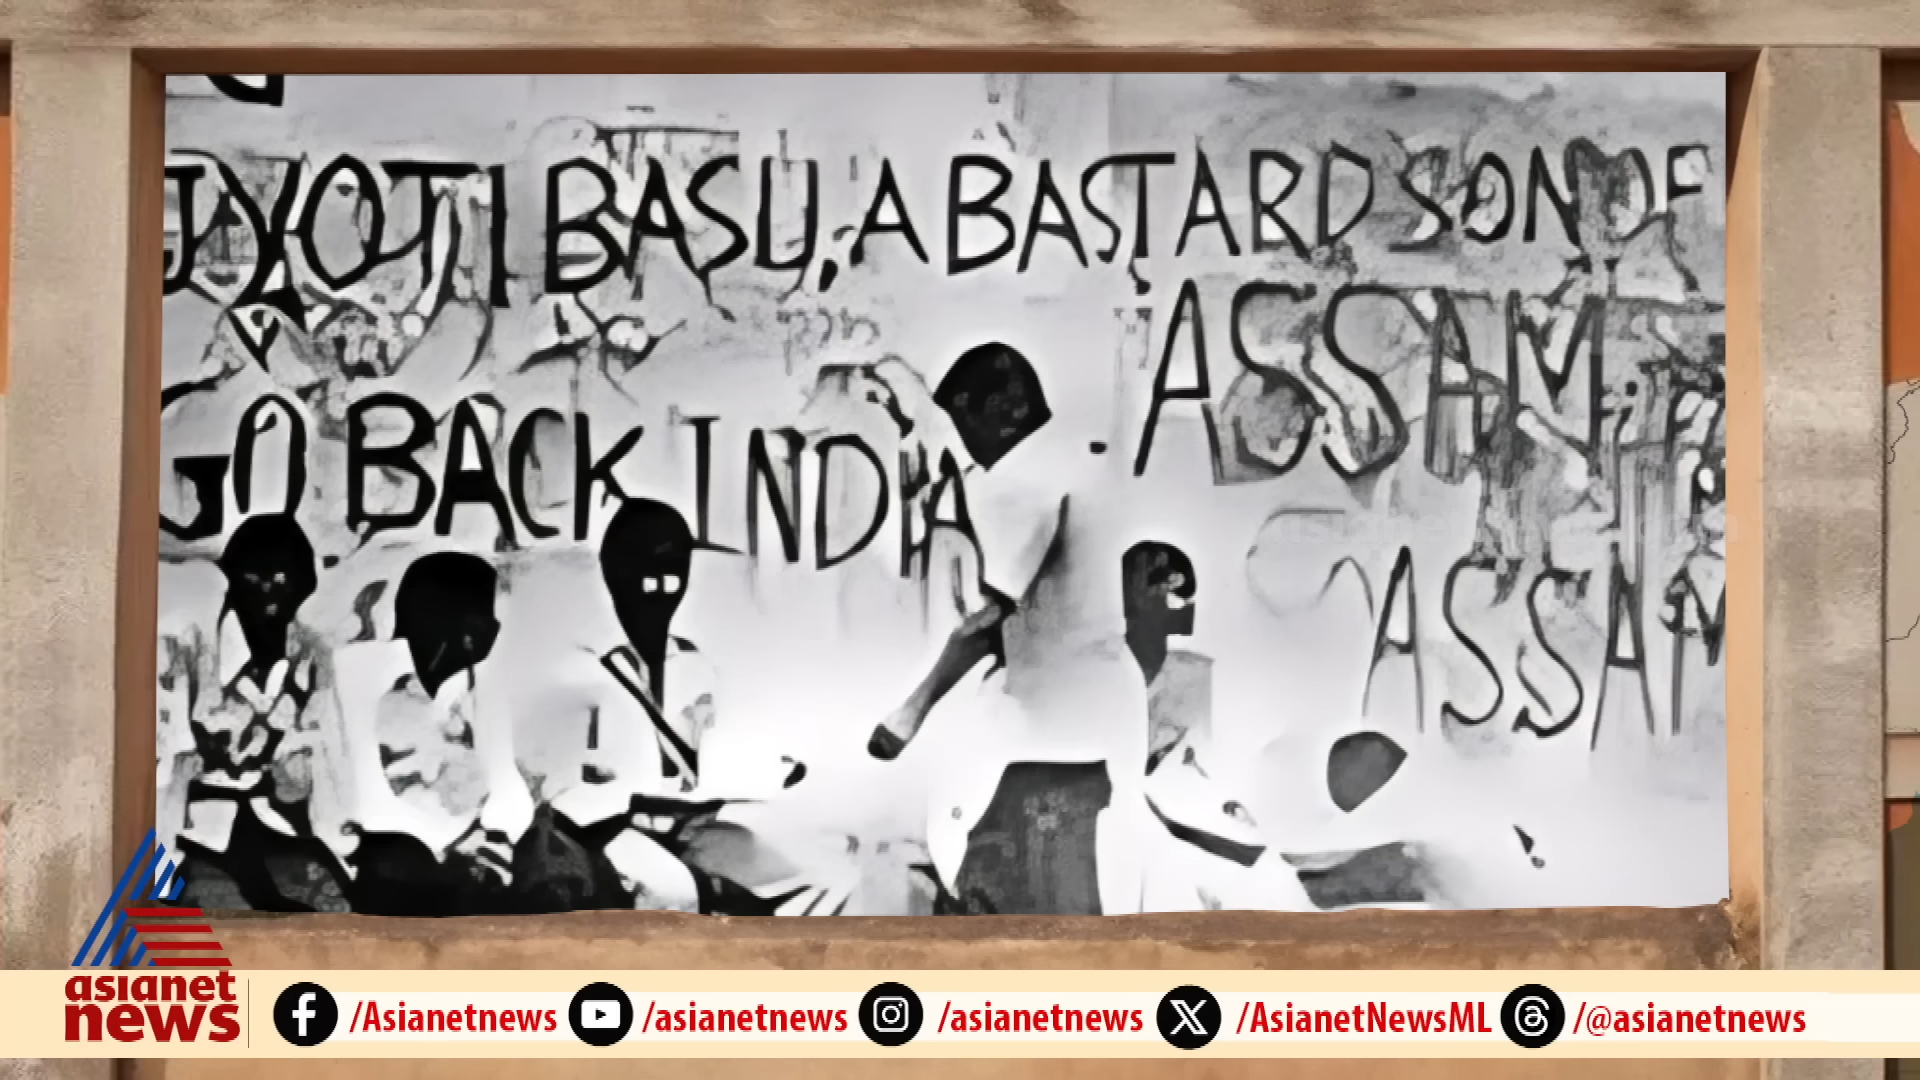 JYOTI BASU, A BASTARD SON OF
ASSAM
GO BACK INDIA
ASSAM
asianet
news
/Asianetnews
/asianetnews
/asianetnews
/AsianetNewsML
/@asianetnews